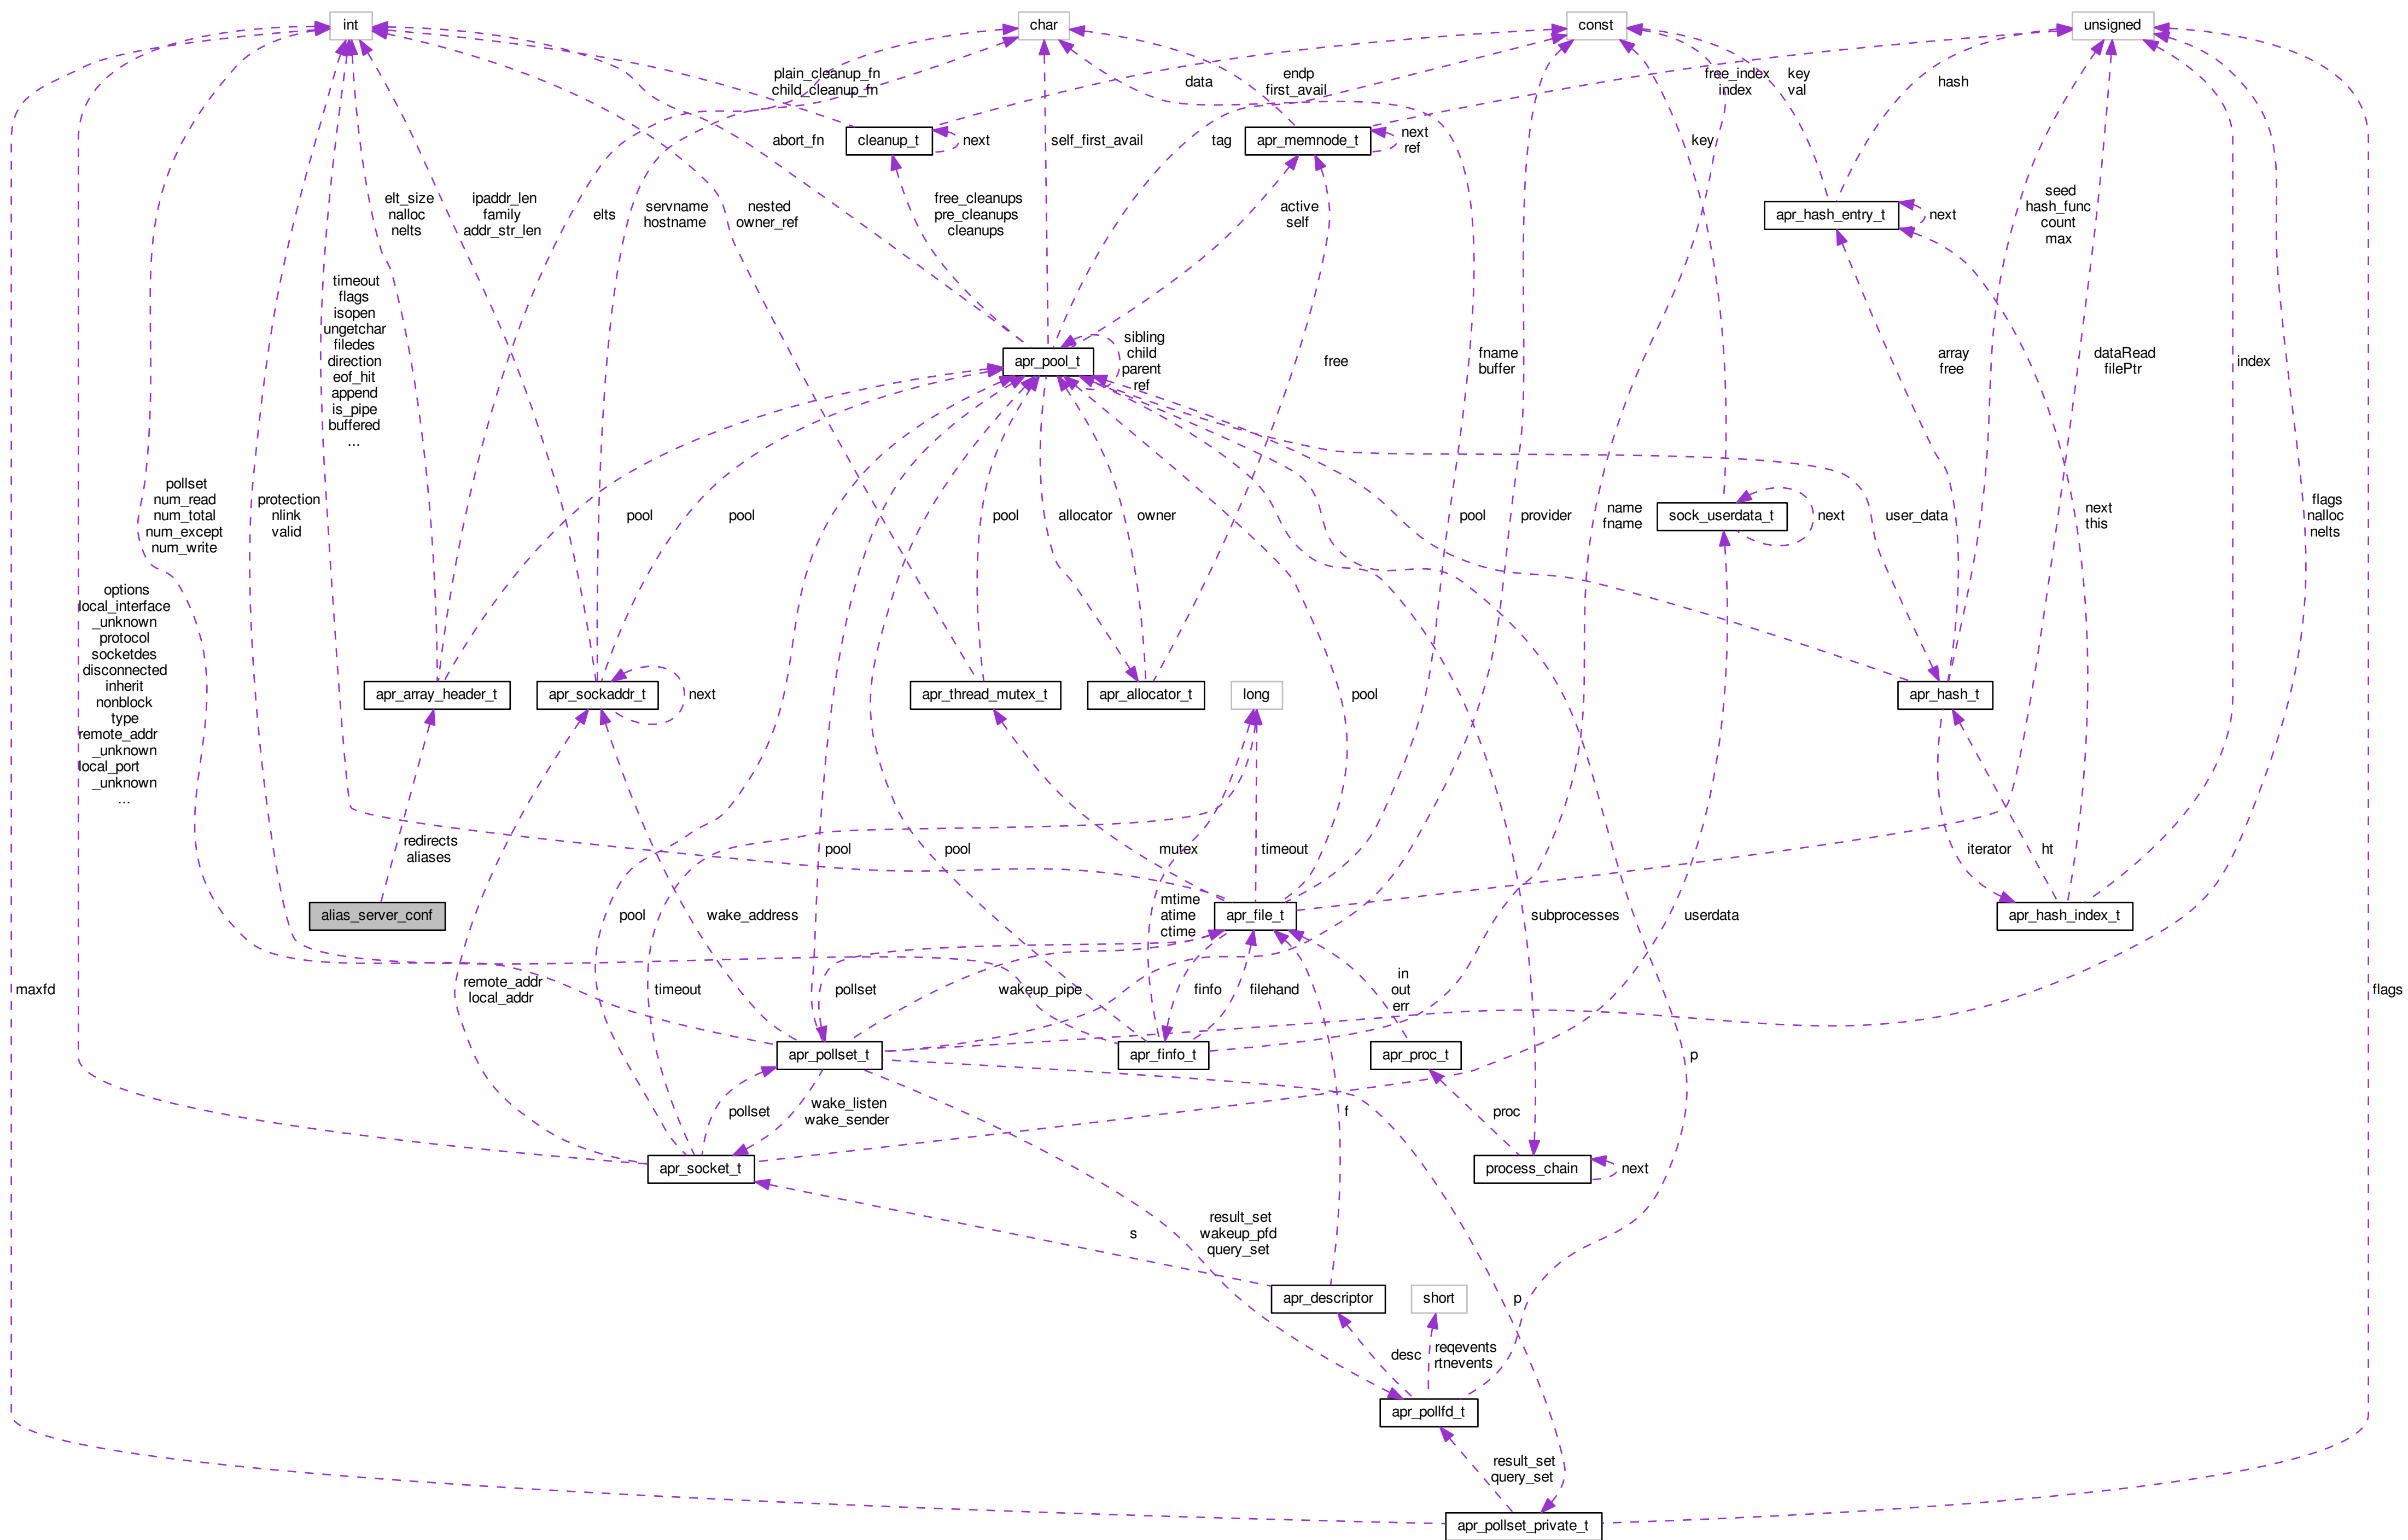 int
char
const
unsigned
plain_cleanup_fn
child_cleanup_fn
data
endp
first_avail
free_index
index
key
val
hash
abort_fn
cleanup_t
next
self_first_avail
tag
apr_memnode_t
next
ref
key
elt_size
nalloc
nelts
ipaddr_len
family
addr_str_len
elts
servname
hostname
nested
owner_ref
free_cleanups
pre_cleanups
cleanups
active
self
apr_hash_entry_t
next
seed
hash_func
count
max
timeout
flags
isopen
ungetchar
filedes
direction
eof_hit
append
is_pipe
buffered
...
apr_pool_t
sibling
child
parent
ref
free
fname
buffer
array
free
dataRead
filePtr
index
pollset
num_read
num_total
num_except
num_write
protection
nlink
valid
pool
pool
pool
allocator
owner
pool
provider
name
fname
sock_userdata_t
next
user_data
next
this
flags
nalloc
nelts
options
local_interface
_unknown
protocol
socketdes
disconnected
inherit
nonblock
type
remote_addr
_unknown
local_port
_unknown
...
apr_array_header_t
apr_sockaddr_t
next
apr_thread_mutex_t
apr_allocator_t
long
pool
apr_hash_t
redirects
aliases
pool
pool
mutex
timeout
iterator
ht
alias_server_conf
pool
wake_address
mtime
atime
ctime
apr_file_t
subprocesses
userdata
apr_hash_index_t
maxfd
remote_addr
local_addr
timeout
pollset
wakeup_pipe
finfo
filehand
in
out
err
flags
apr_pollset_t
apr_finfo_t
apr_proc_t
p
pollset
wake_listen
wake_sender
f
proc
apr_socket_t
process_chain
next
s
result_set
wakeup_pfd
query_set
apr_descriptor
short
p
desc
reqevents
rtnevents
apr_pollfd_t
result_set
query_set
apr_pollset_private_t